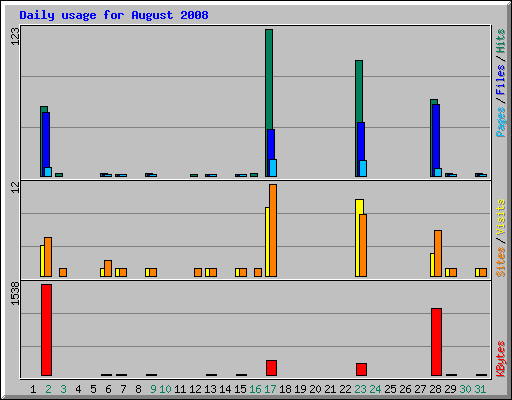 Daily usage for August 2008
123
Pages/Files/Hits
12
Sites/Visits
1538
KBytes
1 2 3 4 5 6 7 8 9 10 11 12 13 14 15 16 17 18 19 20 21 22 23 24 25 26 27 28 29 30 31